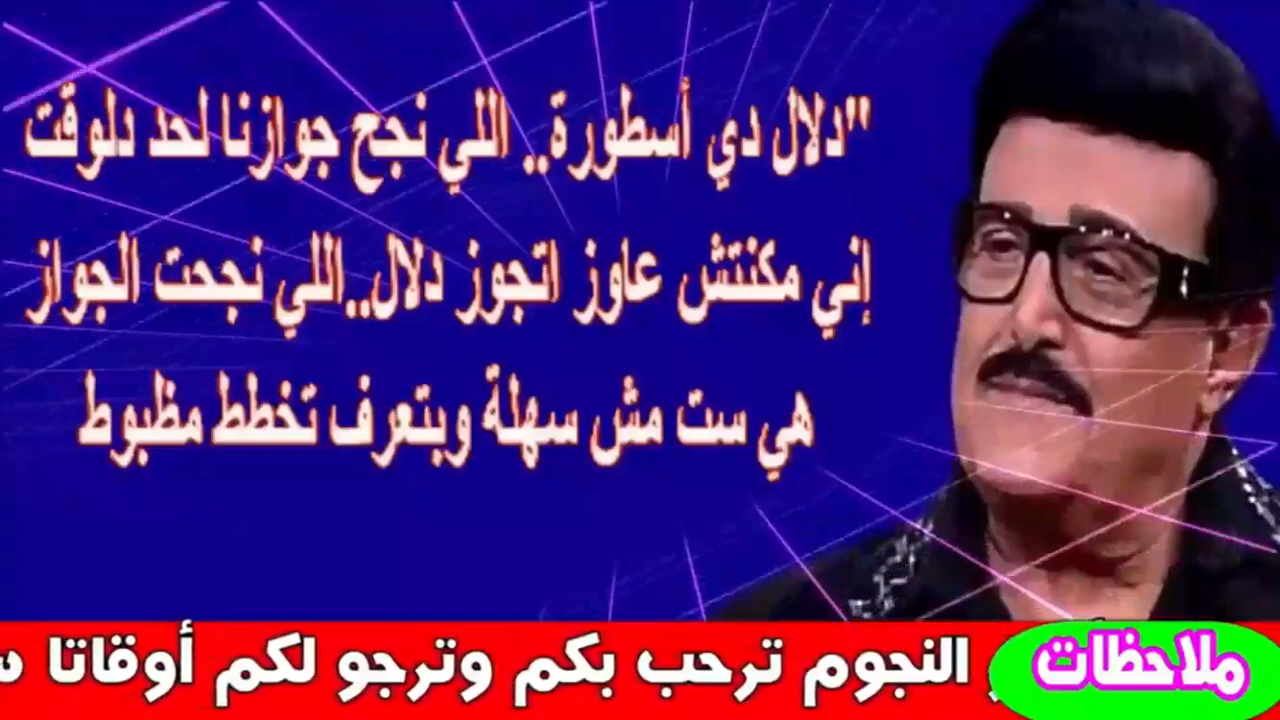 "دلال دي أسطورة.. اللي نجح جوازنا لحد دلوقت
إني مكنتش عاوز اتجوز دلال..اللي نجحت الجواز
هي ست مش سهلة وبتعرف تخطط مظبوط
النجوم ترحب بكم وترجو لكم أوقاتا
ملاحظات